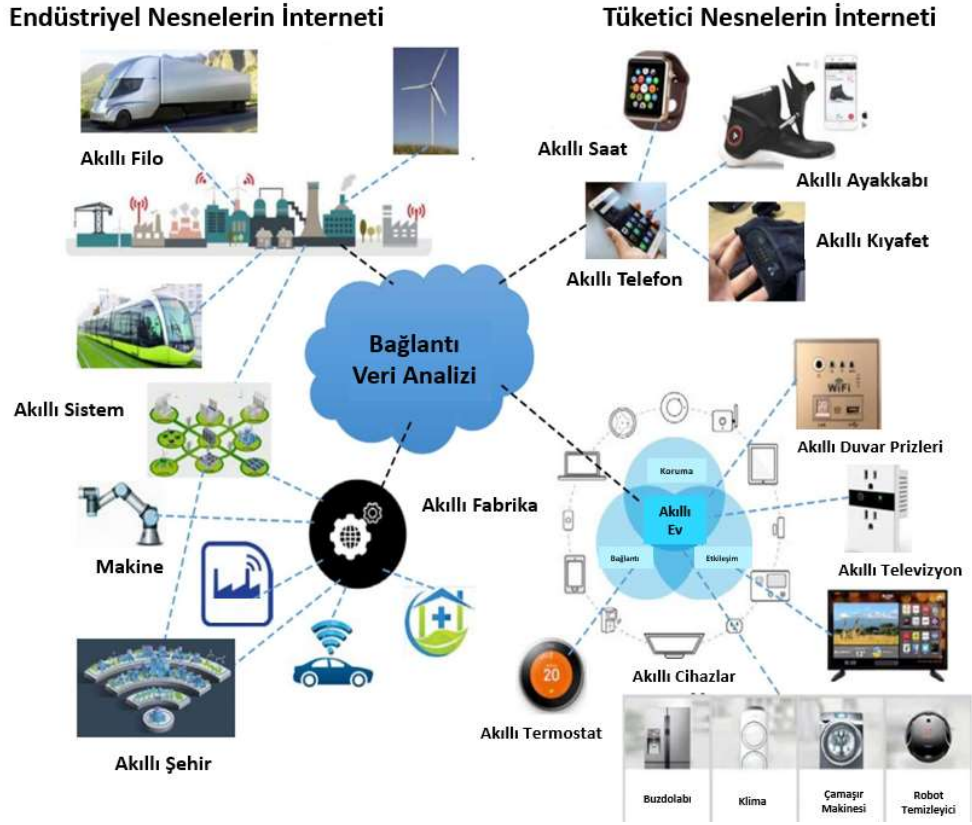 Endüstriyel Nesnelerin İnterneti
Tüketici Nesnelerin İnterneti
Akıllı Filo
Akıllı Saat
Akıllı Ayakkabı
Akıllı Telefon
Akıllı Kıyafet
Bağlantı
Veri Analizi
Akıllı Sistem
WiFi
Akıllı Duvar Prizleri
Akıllı Fabrika
Koruma
Akıllı
Ev
Bağlantı
Etkileşim
Makine
Akıllı Televizyon
20
Akıllı Cihazlar
Akıllı Termostat
Akıllı Şehir
Buzdolabı
Klima
Çamaşır
Makinesi
Robot
Temizleyici